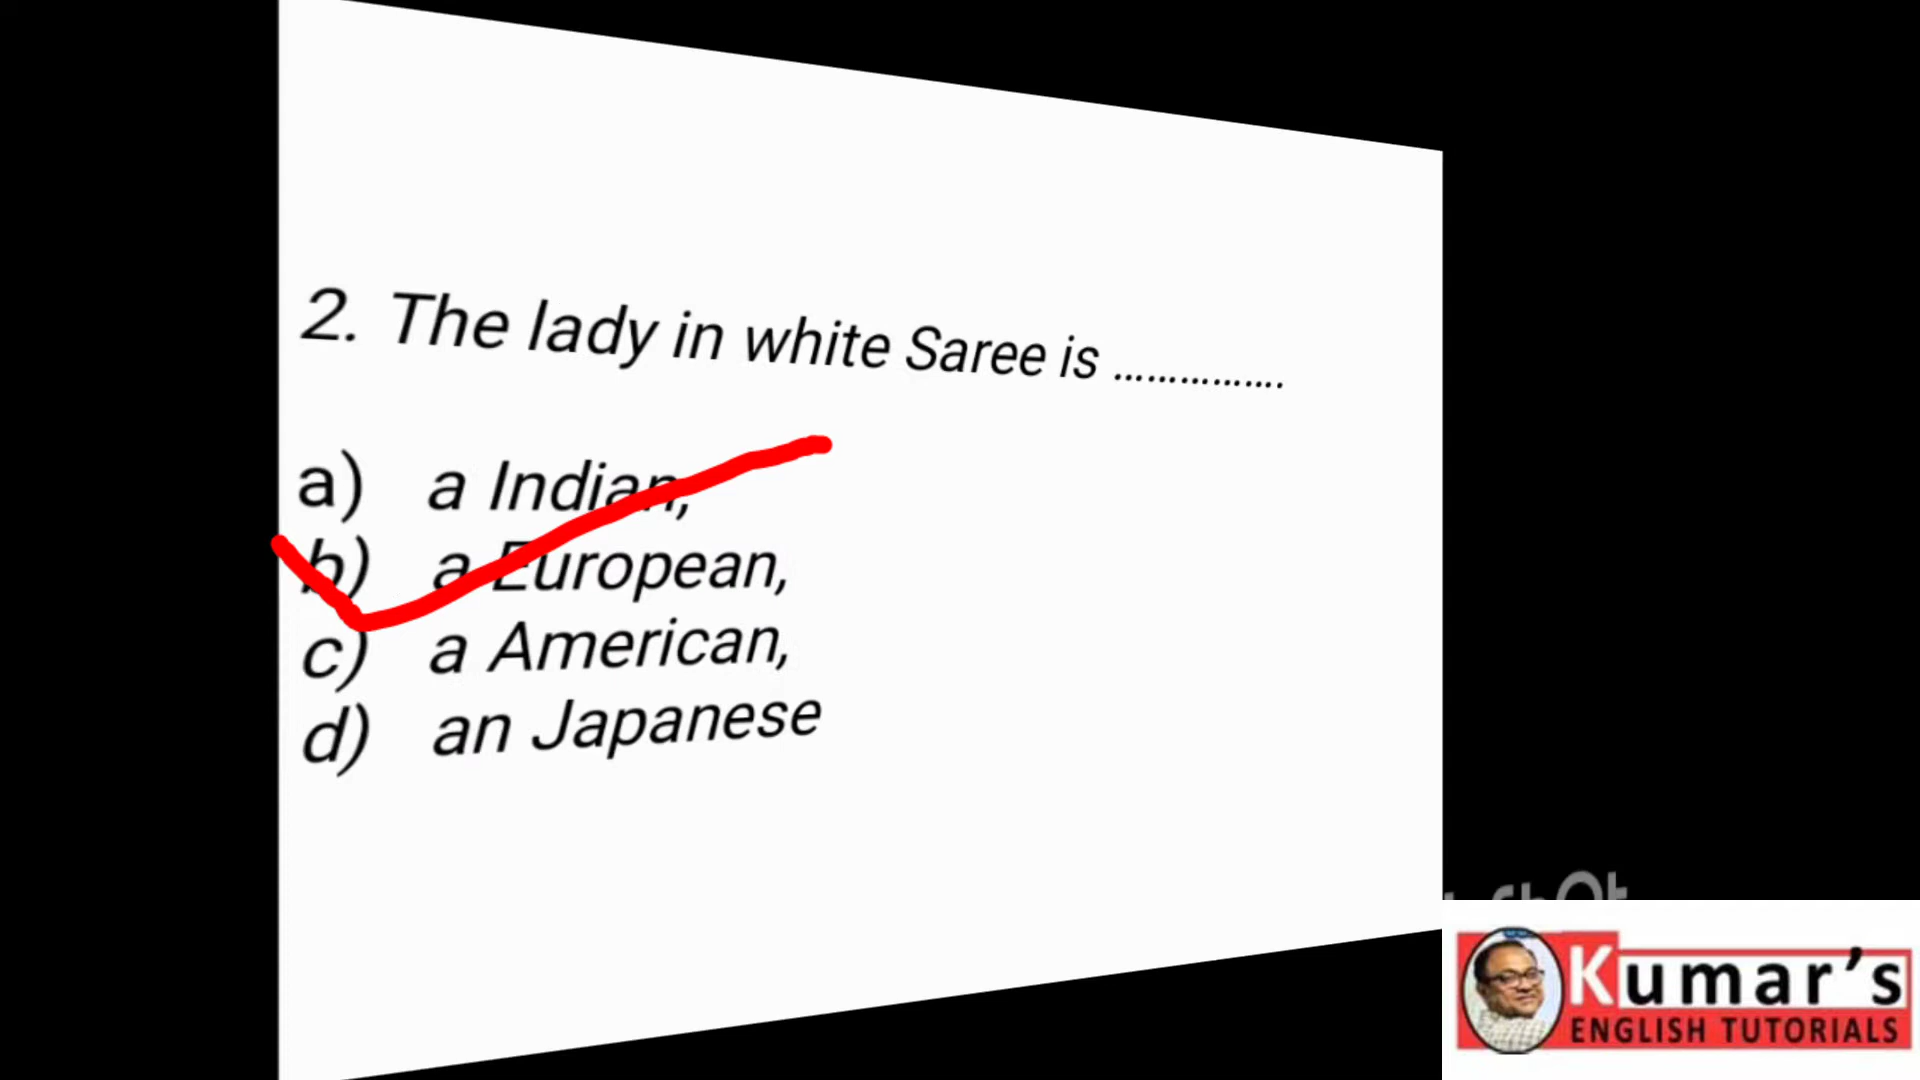 2. The lady in white Saree is ................
a) a Indian,
b) a European,
c) a American,
d) an Japanese
Kumar's
ENGLISH TUTORIALS